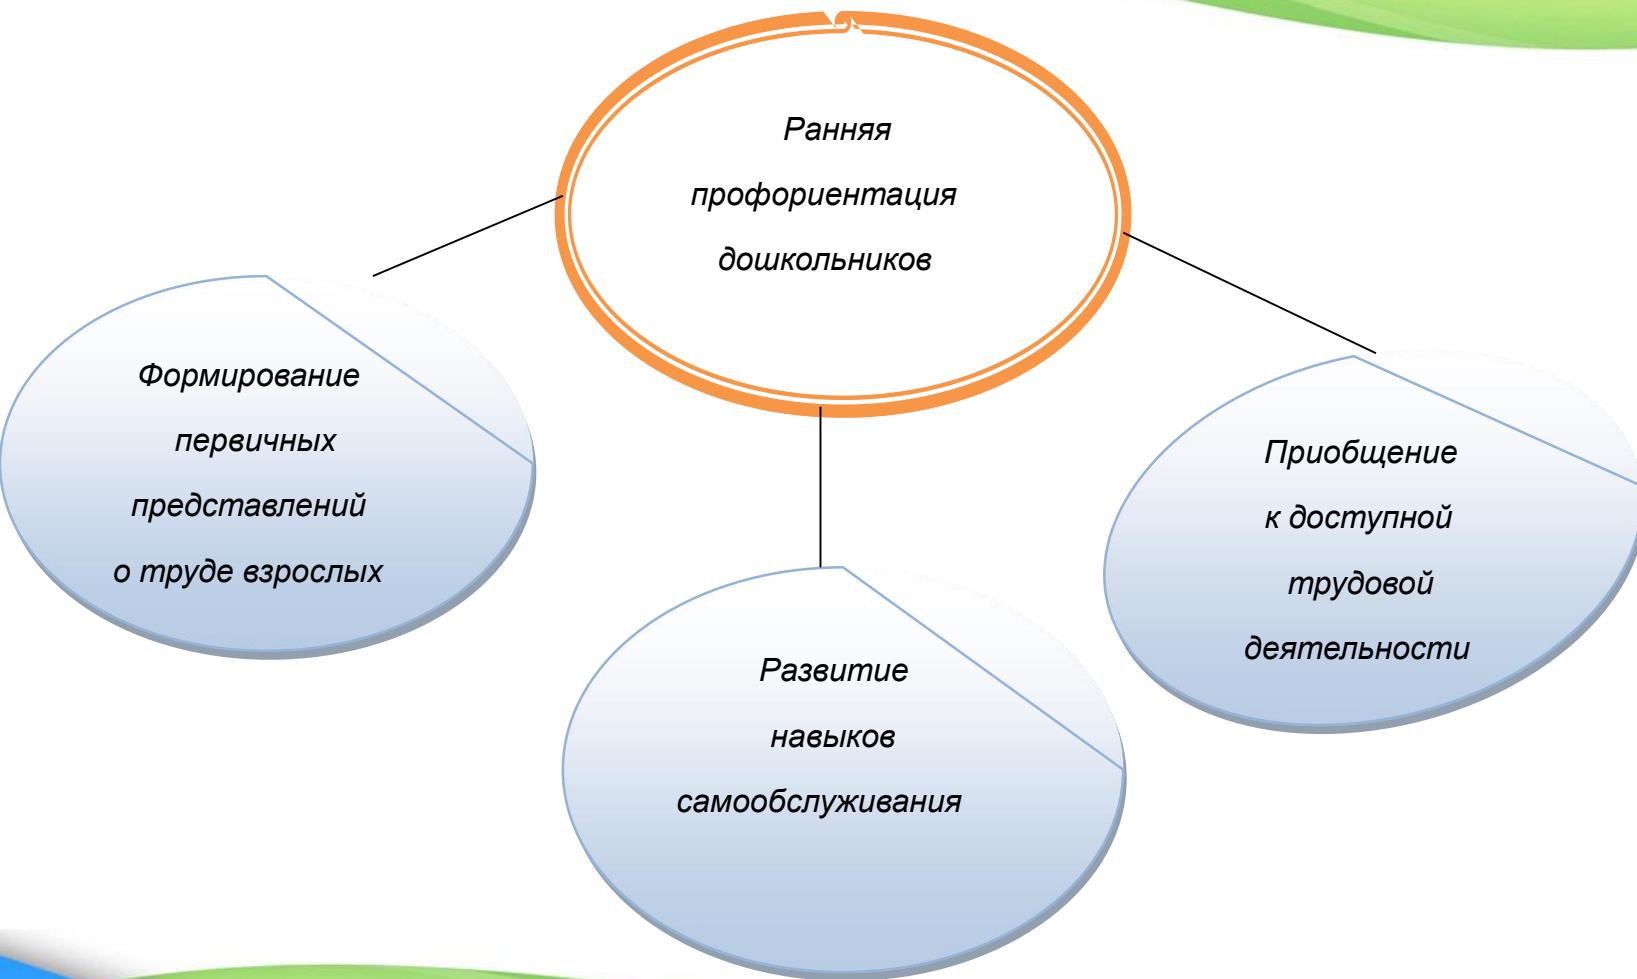 Ранняя
профориентация
дошкольников
Формирование
первичных
представлений
о труде взрослых
Развитие
навыков
самообслуживания
Приобщение
к доступной
трудовой
деятельности